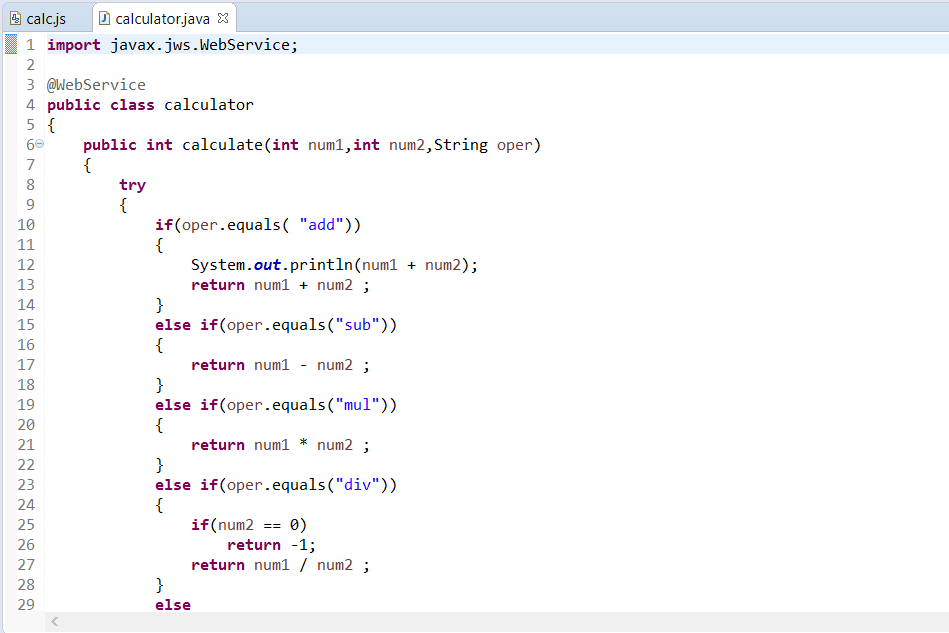 calc.js calculator.java
1 import javax.jws.WebService;
2
3 @WebService
4 public class calculator
5 {
6 public int calculate(int num1,int num2,String oper)
7 {
8 try
9 {
10 if(oper.equals( "add"))
11 {
12 System.out.println(num1 + num2);
13 return num1 + num2 ;
14 }
15 else if(oper.equals("sub"))
16 {
17 return num1 - num2 ;
18 }
19 else if(oper.equals("mul"))
20 {
21 return num1 * num2 ;
22 }
23 else if(oper.equals("div"))
24 {
25 if(num2 == 0)
26 return -1;
27 return num1 / num2 ;
28 }
29 else